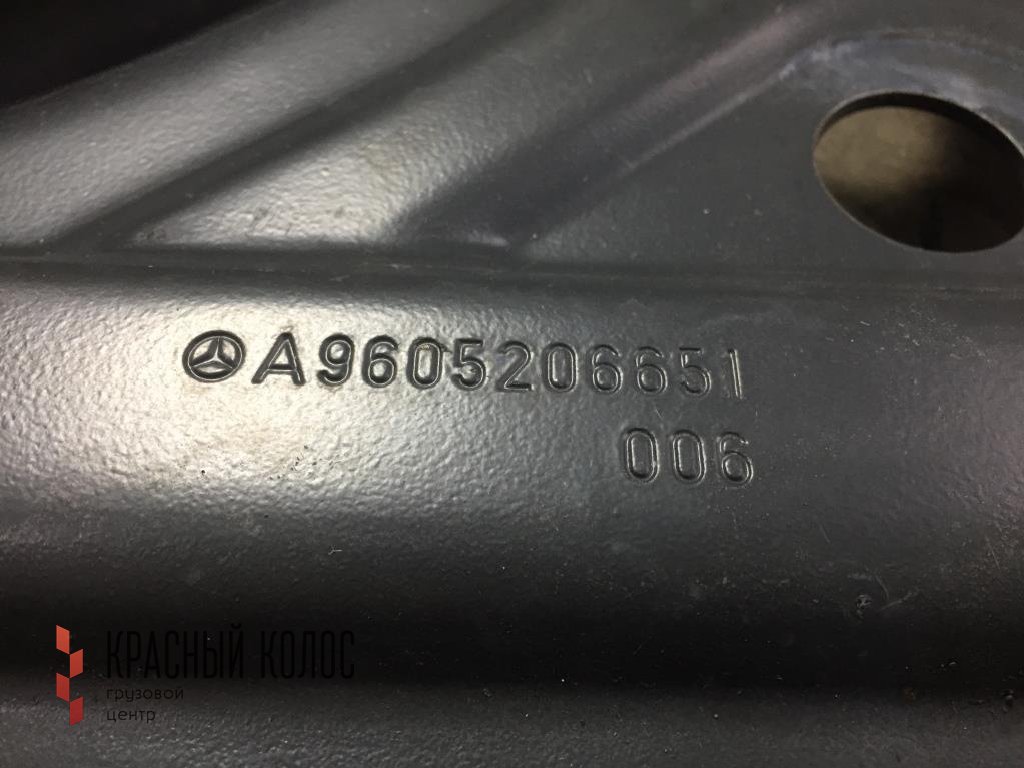 A9605206651
006
КРАСНЫЙ КОЛОС
грузовой
центр